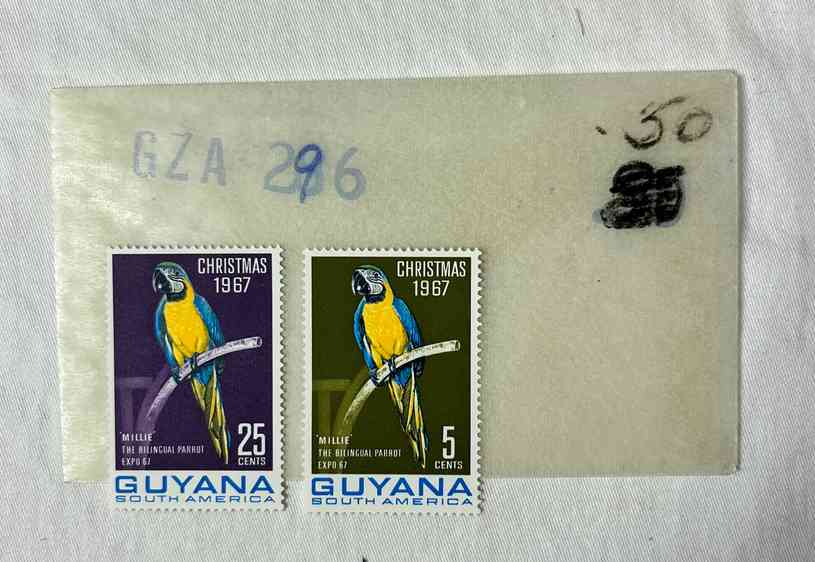 GZA 296
.50
CHRISTMAS
1967
'MILLIE'
THE BILINGUAL PARROT
EXPO 67
25
CENTS
GUYANA
SOUTH AMERICA
CHRISTMAS
1967
'MILLIE'
THE BILINGUAL PARROT
EXPO 67
5
CENTS
GUYANA
SOUTH AMERICA